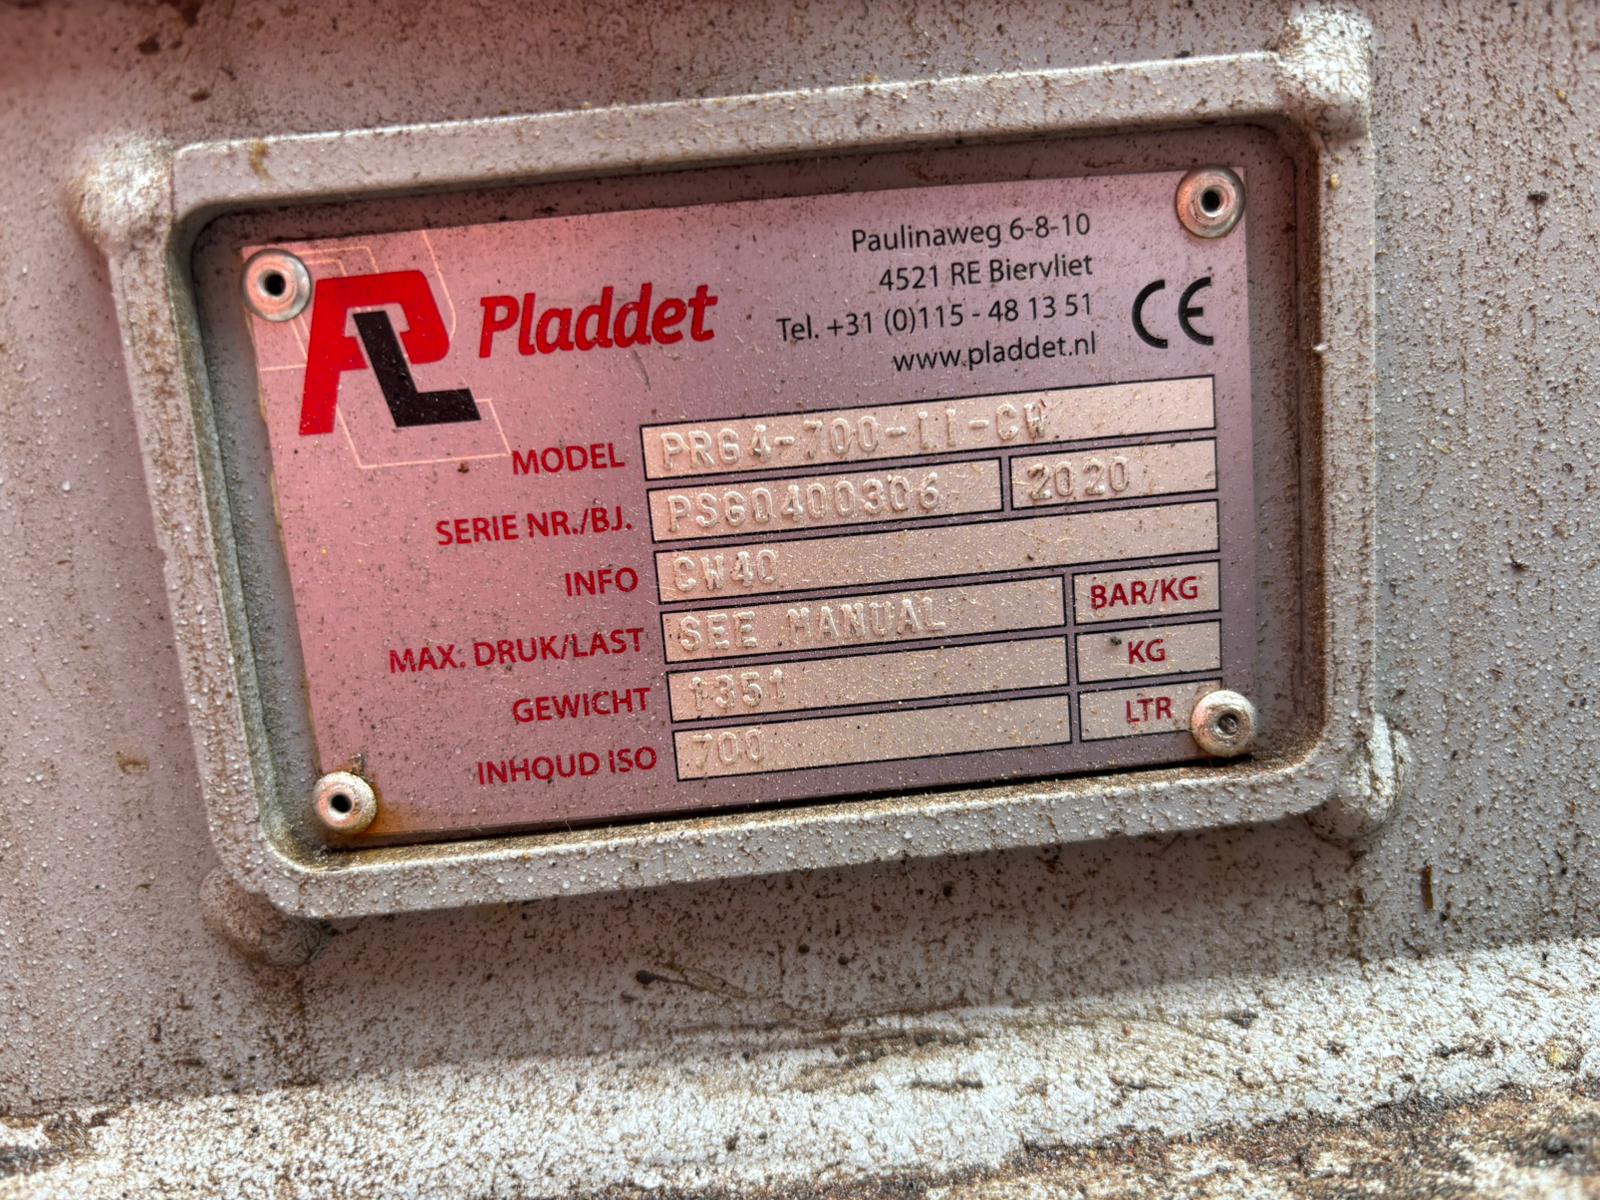 PL Pladdet
Paulinaweg 6-8-10
4521 RE Biervliet
Tel. +31 (0)115 - 48 13 51
www.pladdet.nl
CE
MODEL PRG4-700-II-CW
SERIE NR./BJ. PSG0400306 2020
INFO CW40
MAX. DRUK/LAST SEE MANUAL BAR/KG
GEWICHT 1351 KG
INHOUD ISO 700 LTR